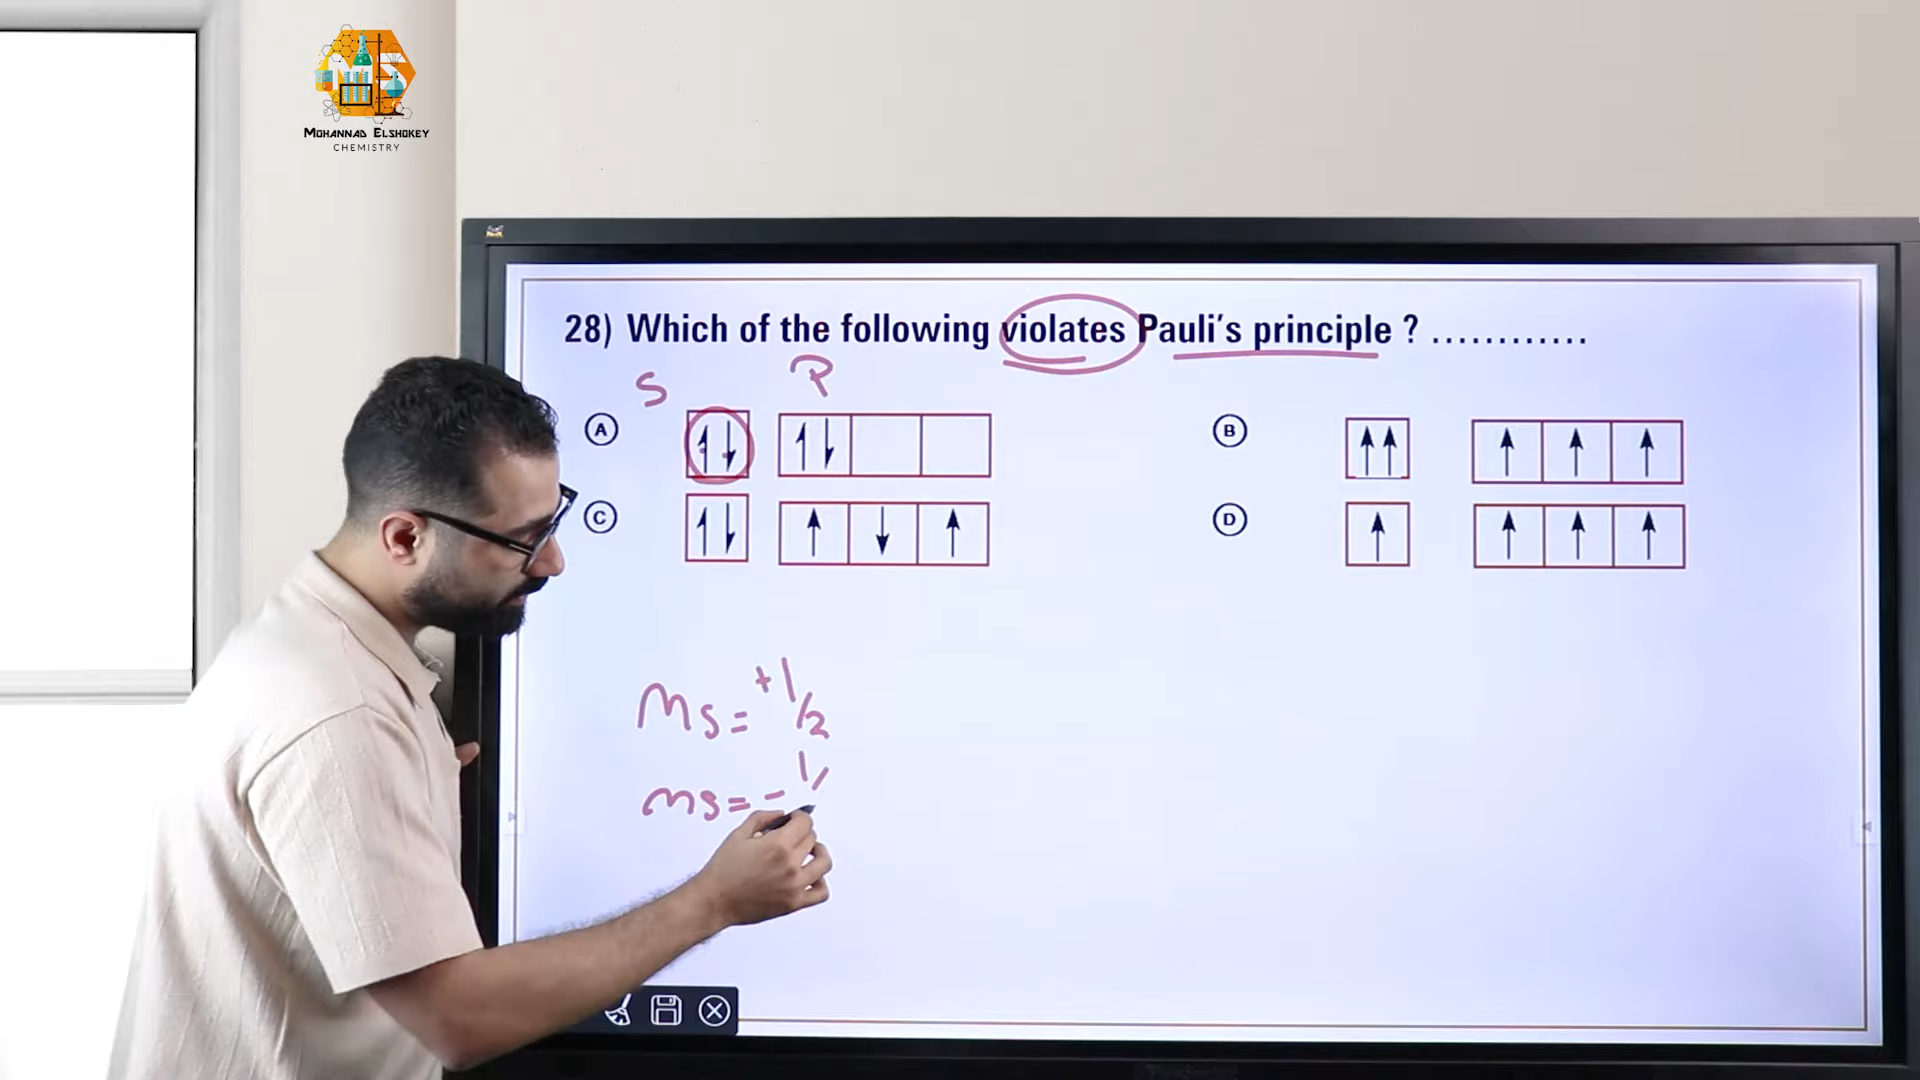 MOHANNAD ELSHOKEY
CHEMISTRY
28) Which of the following violates Pauli's principle ? ............
S P
A B
C D
Ms= +1/2
ms= - 1/